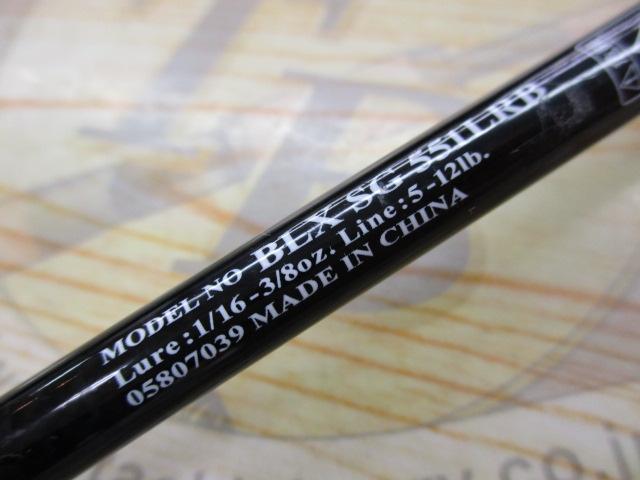 MODEL NO BLX SG 551LRB
Lure:1/16-3/8oz. Line:5-12lb.
05807039 MADE IN CHINA